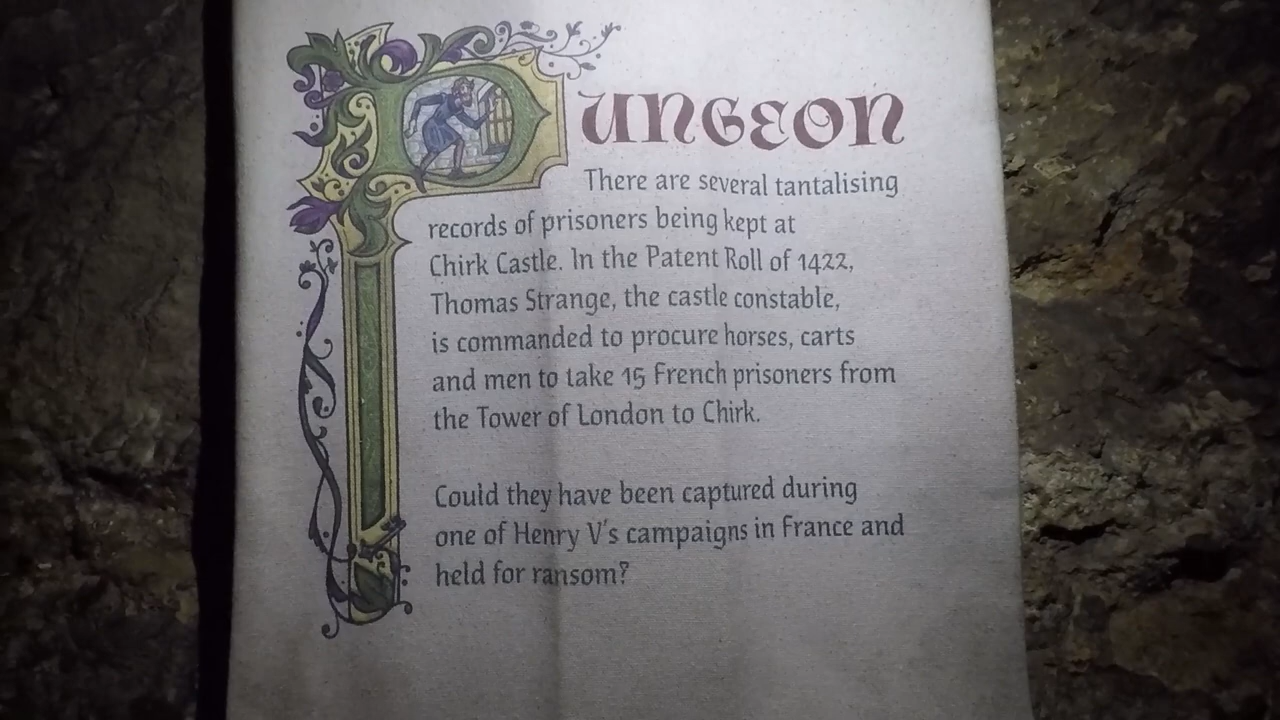 DUNGEON
There are several tantalising
records of prisoners being kept at
Chirk Castle. In the Patent Roll of 1422,
Thomas Strange, the castle constable,
is commanded to procure horses, carts
and men to take 15 French prisoners from
the Tower of London to Chirk.
Could they have been captured during
one of Henry V's campaigns in France and
held for ransom?